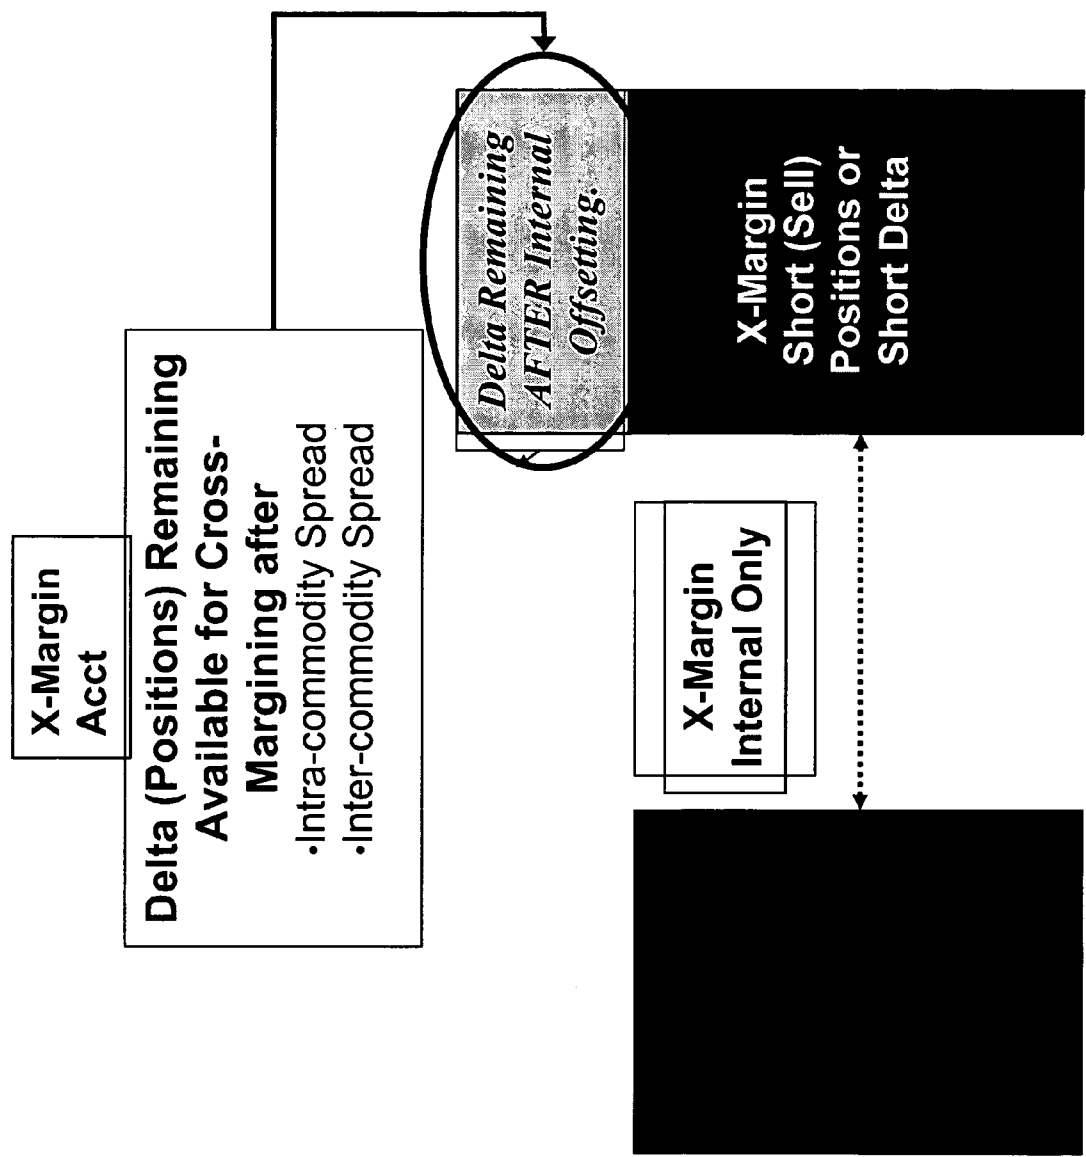 X-Margin
Acct
Delta (Positions) Remaining
Available for Cross-
Margining after
•Intra-commodity Spread
•Inter-commodity Spread
Delta Remaining
AFTER Internal
Offsetting.
X-Margin
Internal Only
X-Margin
Short (Sell)
Positions or
Short Delta